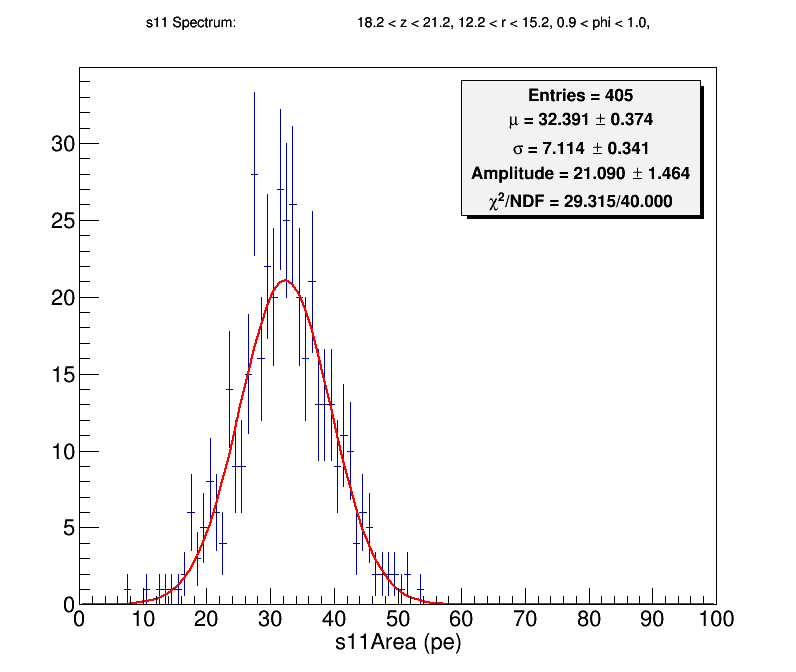 s11 Spectrum: 18.2 < z < 21.2, 12.2 < r < 15.2, 0.9 < phi < 1.0,
Entries = 405
μ = 32.391 ± 0.374
σ = 7.114 ± 0.341
Amplitude = 21.090 ± 1.464
χ²/NDF = 29.315/40.000
30
25
20
15
10
5
0
0 10 20 30 40 50 60 70 80 90 100
s11Area (pe)